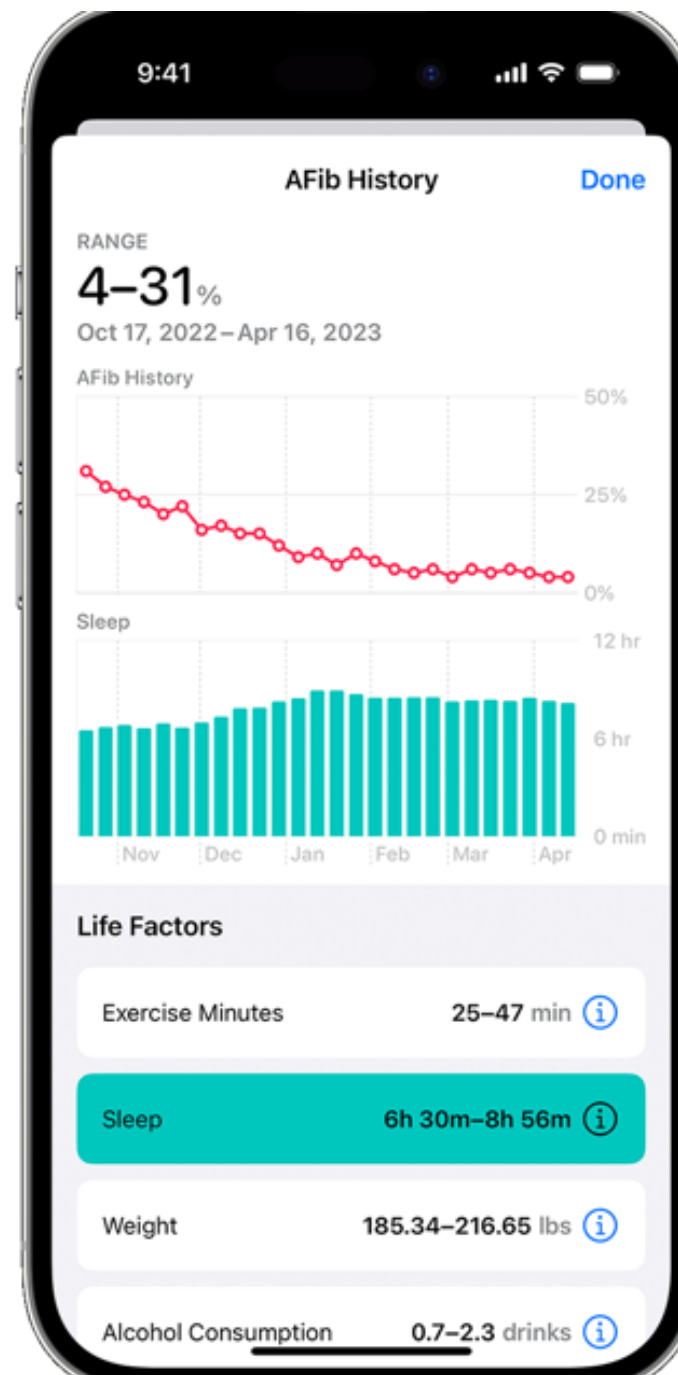 9:41
AFib History Done
RANGE
4–31%
Oct 17, 2022–Apr 16, 2023
AFib History
50%
25%
0%
Sleep
12 hr
6 hr
0 min
Nov Dec Jan Feb Mar Apr
Life Factors
Exercise Minutes 25–47 min
Sleep 6h 30m–8h 56m
Weight 185.34–216.65 lbs
Alcohol Consumption 0.7–2.3 drinks